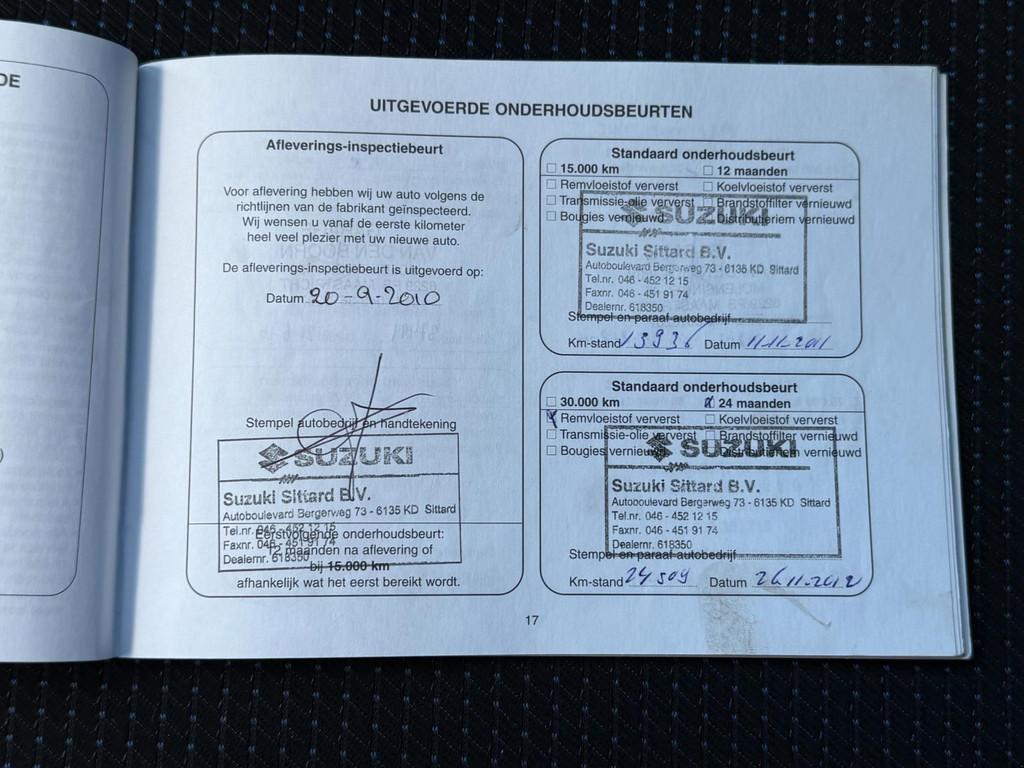 DE
UITGEVOERDE ONDERHOUDSBEURTEN
Afleverings-inspectiebeurt
Voor aflevering hebben wij uw auto volgens de
richtlijnen van de fabrikant geïnspecteerd.
Wij wensen u vanaf de eerste kilometer
heel veel plezier met uw nieuwe auto.
De afleverings-inspectiebeurt is uitgevoerd op:
Datum 20-9-2010
Stempel autobedrijf en handtekening
SUZUKI
Suzuki Sittard B.V.
Autoboulevard Bergerweg 73 - 6135 KD Sittard
Tel.nr. 046 - 452 12 15
Faxnr. 046 - 451 91 74
Dealernr. 618350
Eerstvolgende onderhoudsbeurt:
12 maanden na aflevering of
bij 15.000 km
afhankelijk wat het eerst bereikt wordt.
Standaard onderhoudsbeurt
15.000 km 12 maanden
Remvloeistof ververst Koelvloeistof ververst
Transmissie-olie ververst Brandstoffilter vernieuwd
Bougies vernieuwd Distributieriem vernieuwd
SUZUKI
Suzuki Sittard B.V.
Autoboulevard Bergerweg 73 - 6135 KD Sittard
Tel.nr. 046 - 452 12 15
Faxnr. 046 - 451 91 74
Dealernr. 618350
Stempel en paraaf autobedrijf
Km-stand 13936 Datum 11.11.2011
Standaard onderhoudsbeurt
30.000 km 24 maanden
Remvloeistof ververst Koelvloeistof ververst
Transmissie-olie ververst Brandstoffilter vernieuwd
Bougies vernieuwd Distributieriem vernieuwd
SUZUKI
Suzuki Sittard B.V.
Autoboulevard Bergerweg 73 - 6135 KD Sittard
Tel.nr. 046 - 452 12 15
Faxnr. 046 - 451 91 74
Dealernr. 618350
Stempel en paraaf autobedrijf
Km-stand 24509 Datum 26.11.2012
17